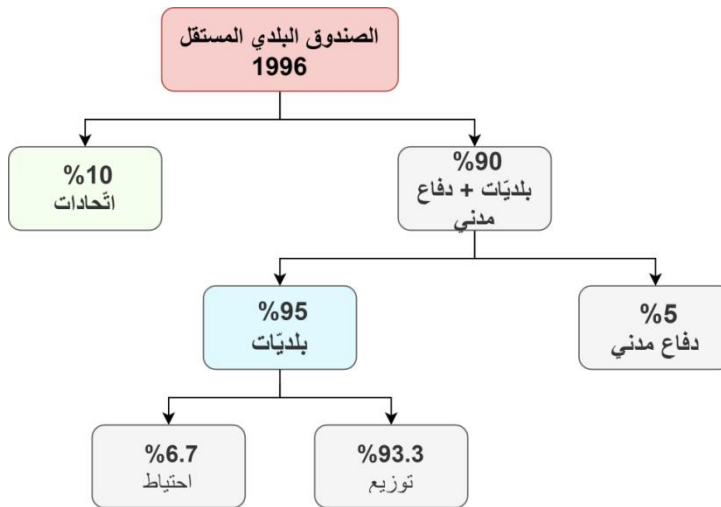 الصندوق البلدي المستقل
1996
%90
بلديّات + دفاع
مدني
%10
اتّحادات
%5
دفاع مدني
%95
بلديّات
%93.3
توزيع
%6.7
احتياط